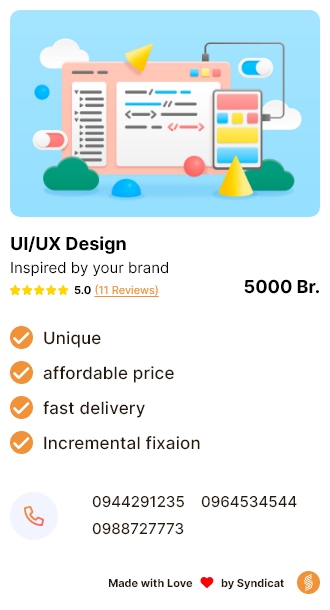 UI/UX Design
Inspired by your brand
5.0 (11 Reviews)
5000 Br.
Unique
affordable price
fast delivery
Incremental fixaion
0944291235 0964534544
0988727773
Made with Love ❤ by Syndicat